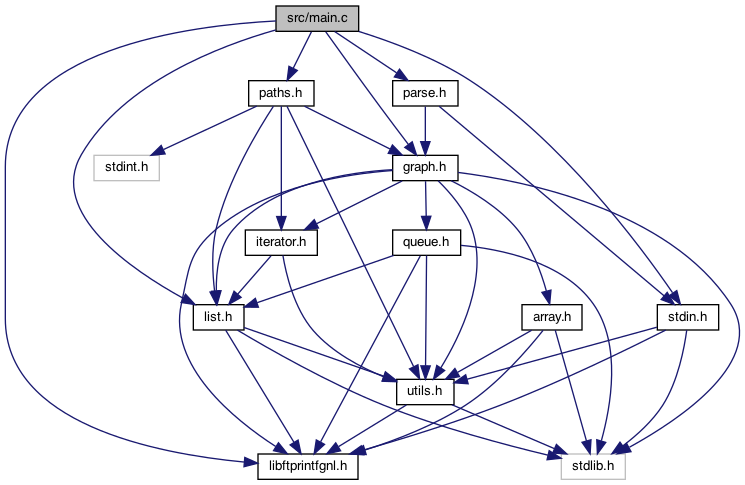 src/main.c
paths.h
parse.h
stdint.h
graph.h
iterator.h
queue.h
list.h
array.h
stdin.h
utils.h
libftprintfgnl.h
stdlib.h